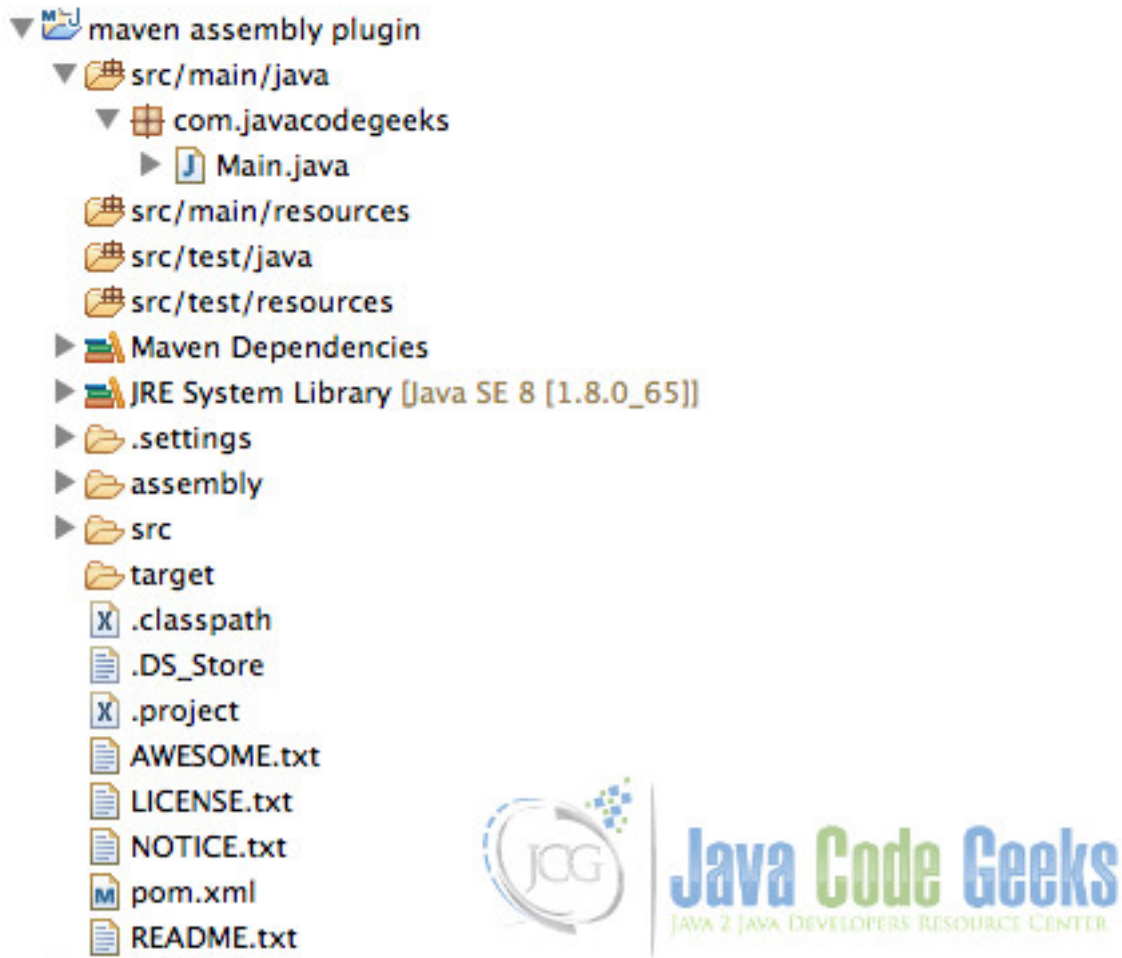 maven assembly plugin
src/main/java
com.javacodegeeks
Main.java
src/main/resources
src/test/java
src/test/resources
Maven Dependencies
JRE System Library [Java SE 8 [1.8.0_65]]
.settings
assembly
src
target
.classpath
.DS_Store
.project
AWESOME.txt
LICENSE.txt
NOTICE.txt
pom.xml
README.txt
JCG
Java Code Geeks
JAVA 2 JAVA DEVELOPERS RESOURCE CENTER